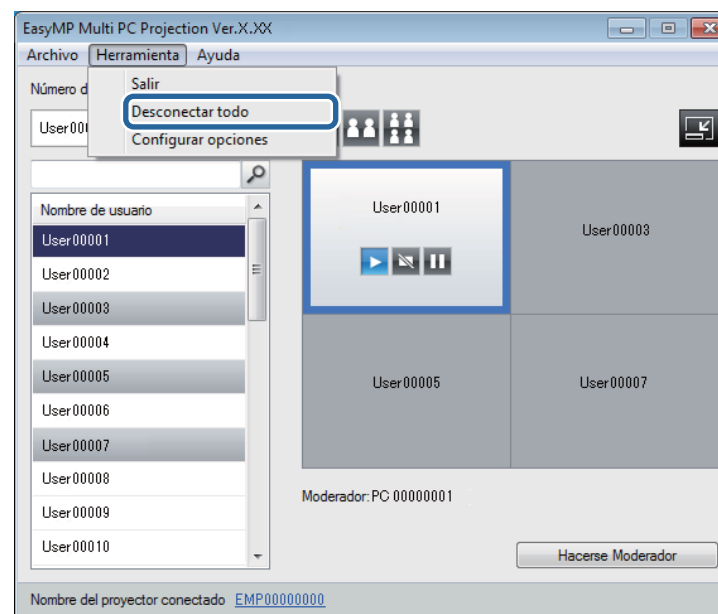 EasyMP Multi PC Projection Ver.X.XX
Archivo Herramienta Ayuda
Número d
Salir
Desconectar todo
Configurar opciones
User00
Nombre de usuario
User00001
User00002
User00003
User00004
User00005
User00006
User00007
User00008
User00009
User00010
User00001
User00003
User00005
User00007
Moderador: PC 00000001
Hacerse Moderador
Nombre del proyector conectado EMP00000000